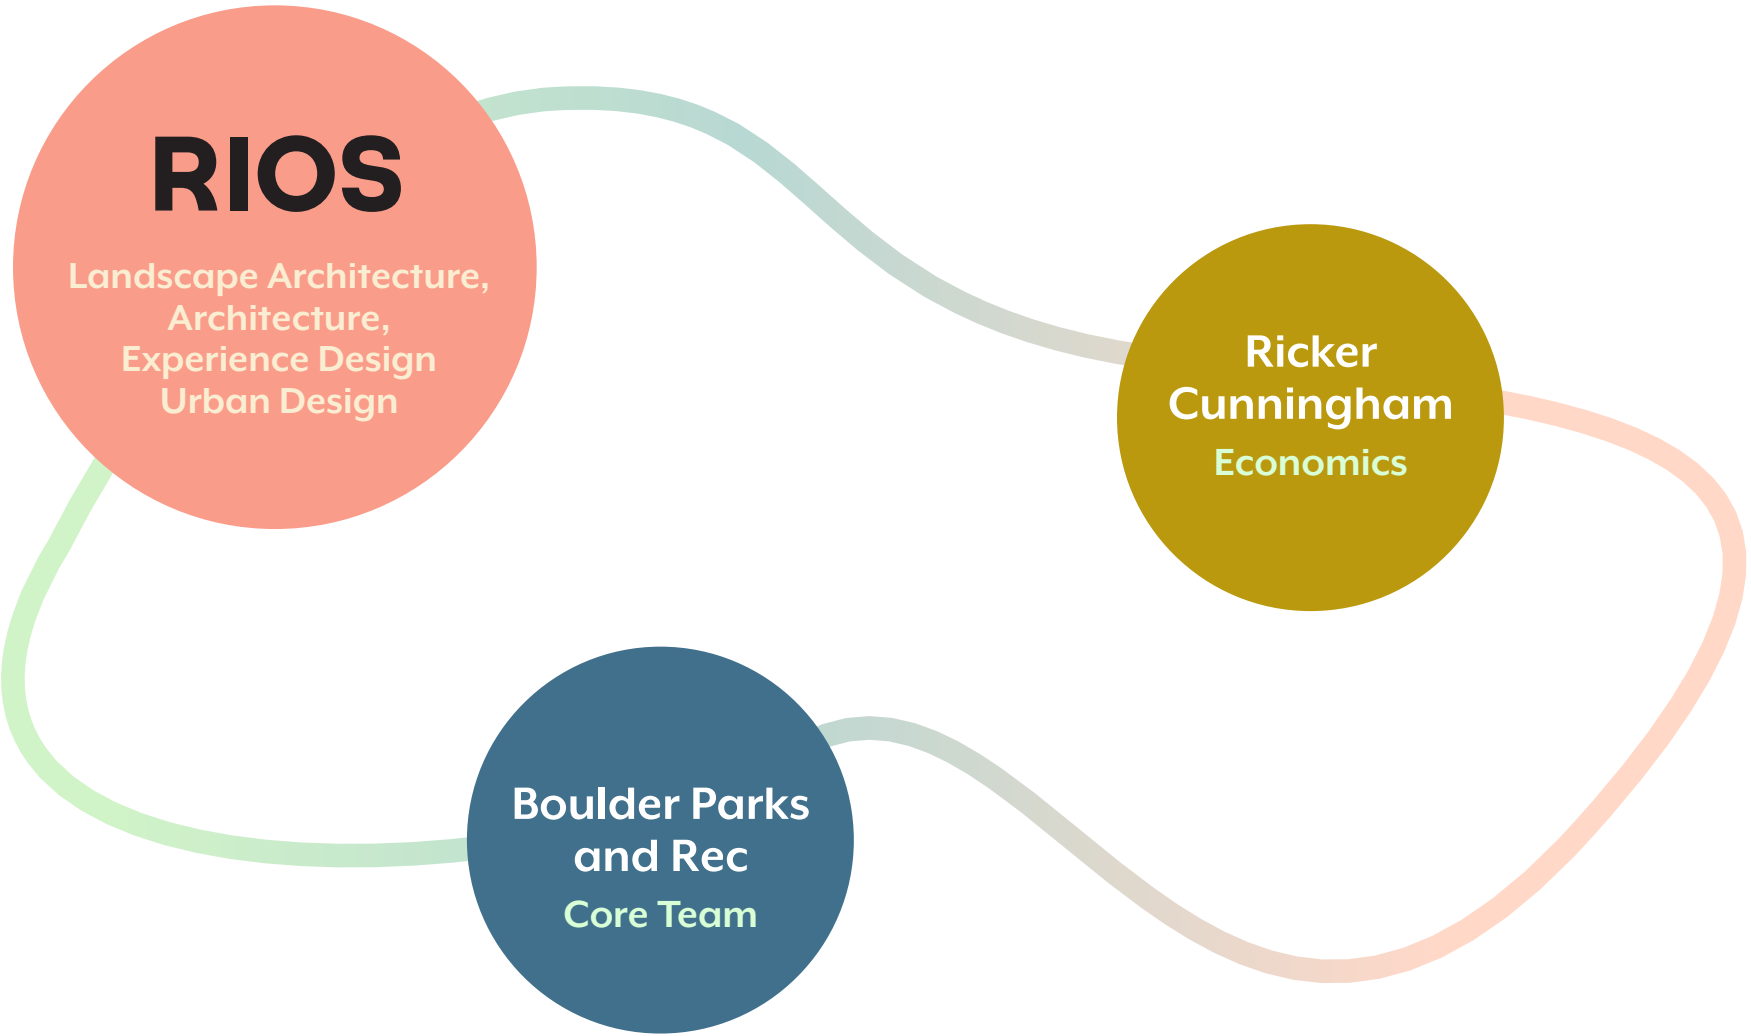 RIOS
Landscape Architecture,
Architecture,
Experience Design
Urban Design
Ricker
Cunningham
Economics
Boulder Parks
and Rec
Core Team